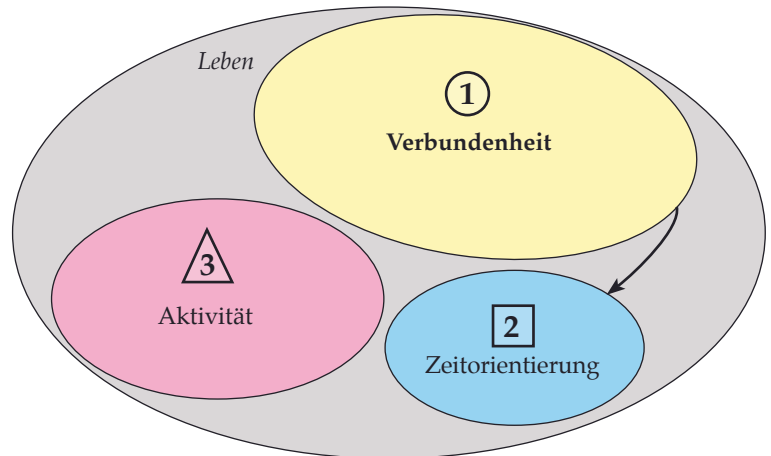 Leben
1
Verbundenheit
3
Aktivität
2
Zeitorientierung